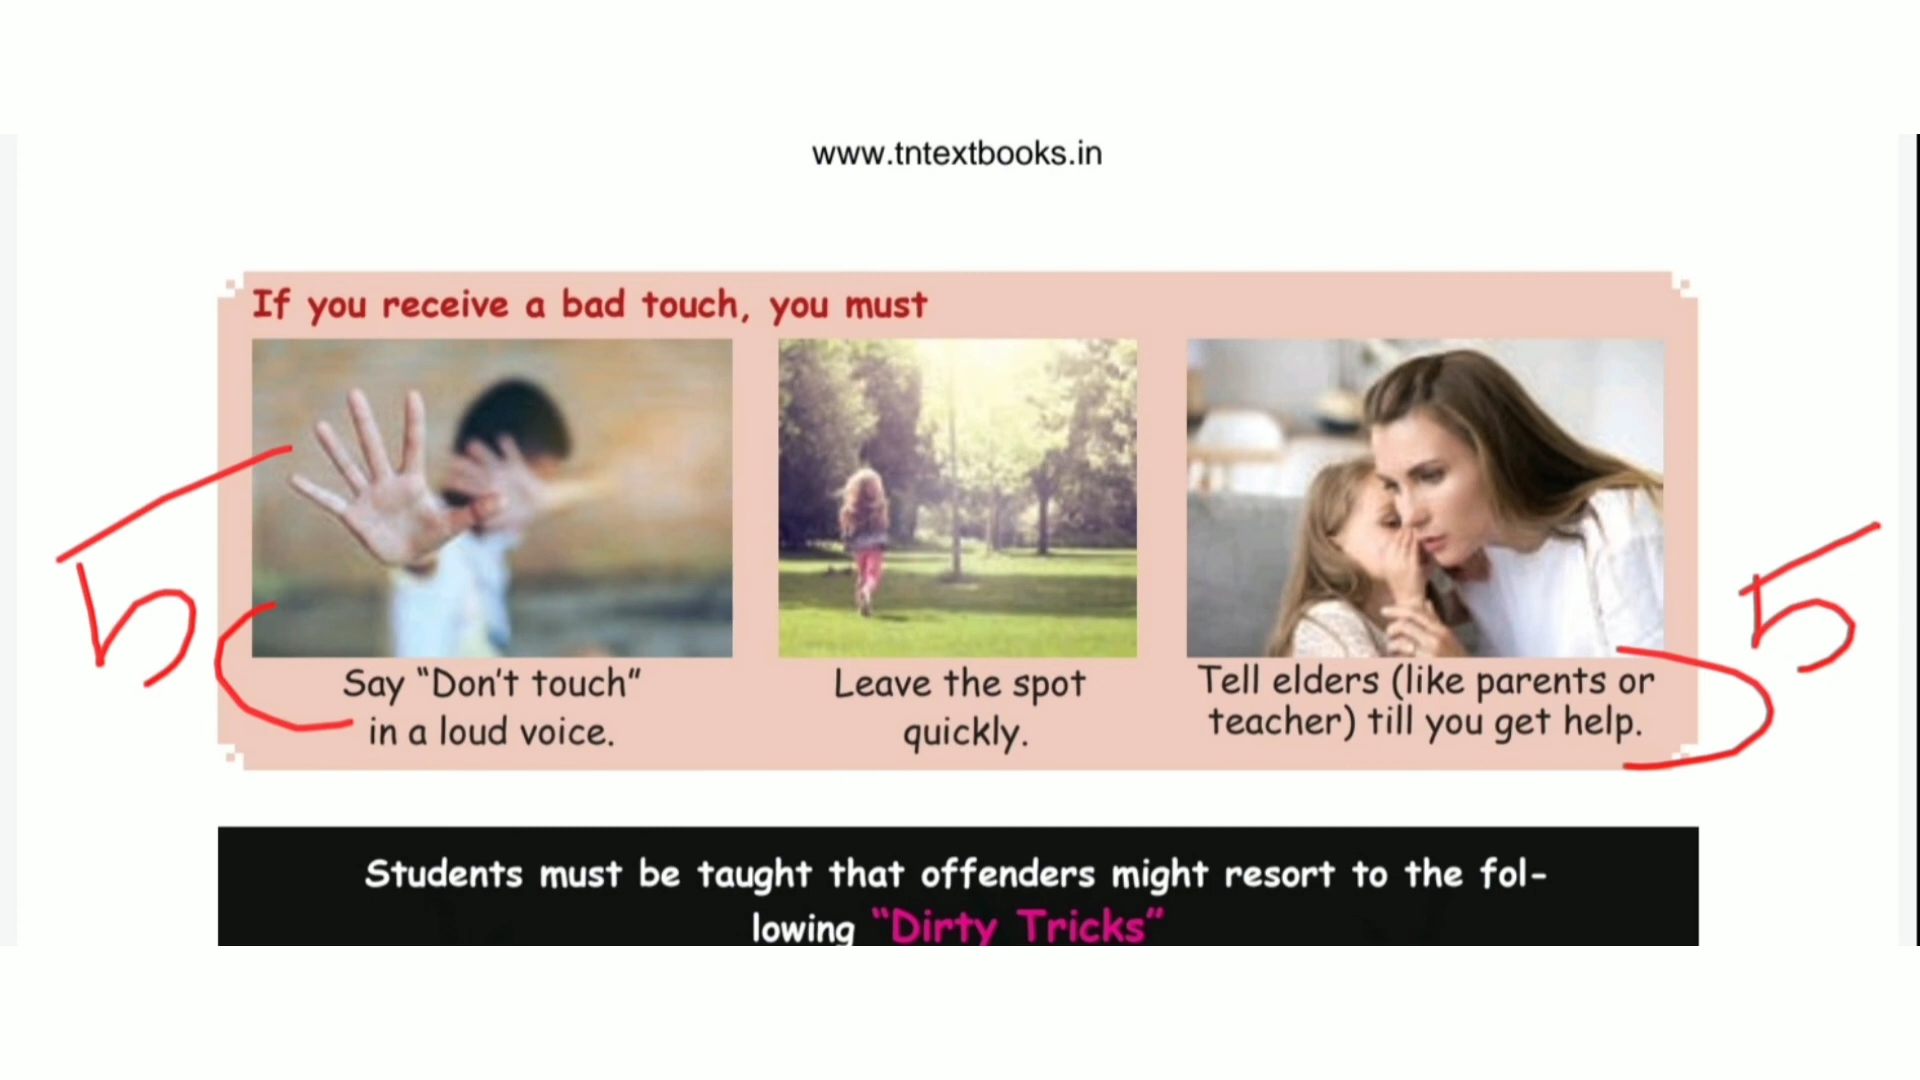 www.tntextbooks.in
If you receive a bad touch, you must
Say “Don’t touch”
in a loud voice.
Leave the spot
quickly.
Tell elders (like parents or
teacher) till you get help.
5
5
Students must be taught that offenders might resort to the fol-
lowing “Dirty Tricks”